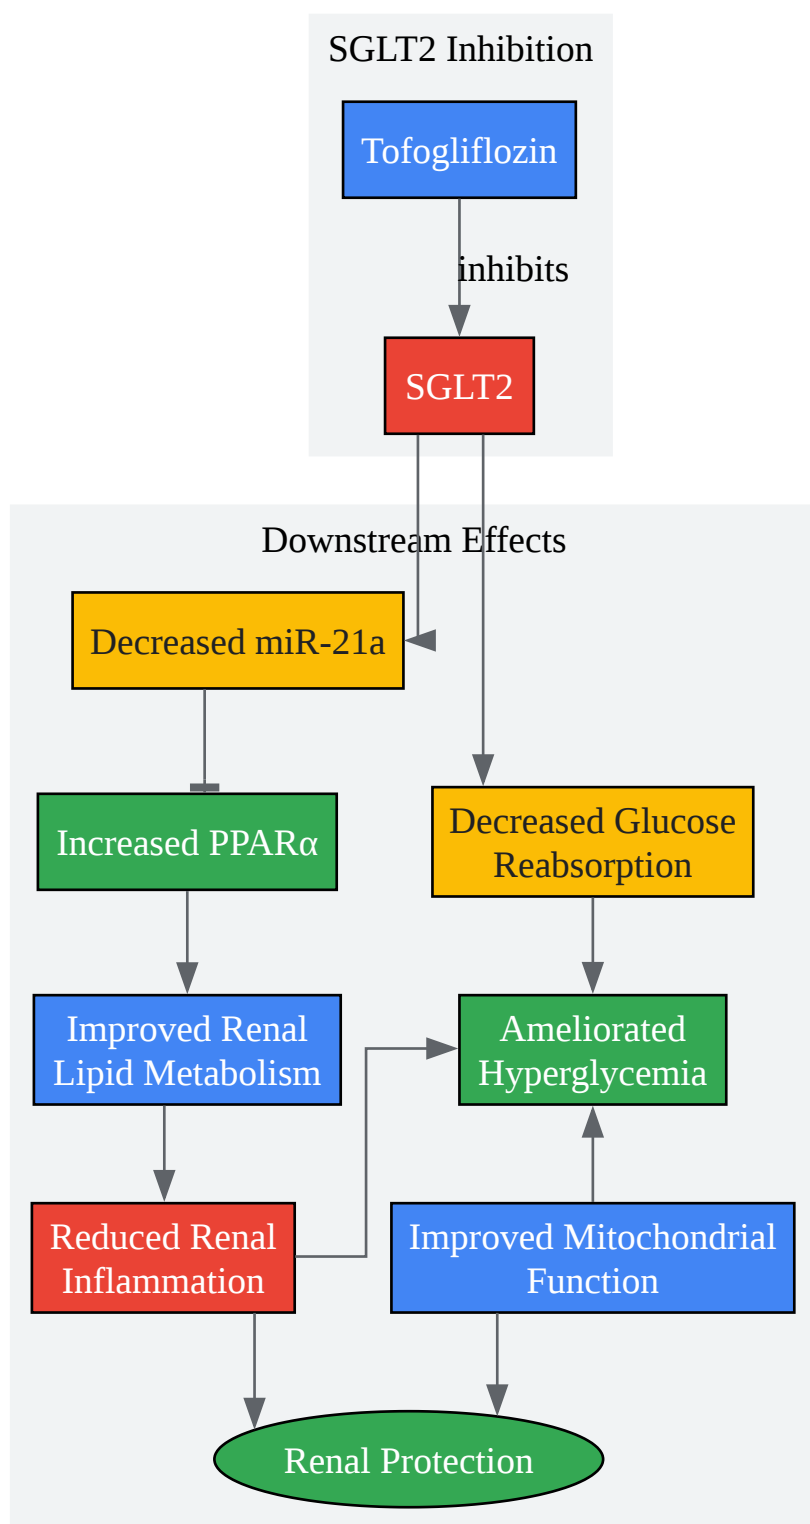 SGLT2 Inhibition
Tofogliflozin
inhibits
SGLT2
Downstream Effects
Decreased miR-21a
Increased PPARα
Decreased Glucose
Reabsorption
Improved Renal
Lipid Metabolism
Ameliorated
Hyperglycemia
Reduced Renal
Inflammation
Improved Mitochondrial
Function
Renal Protection